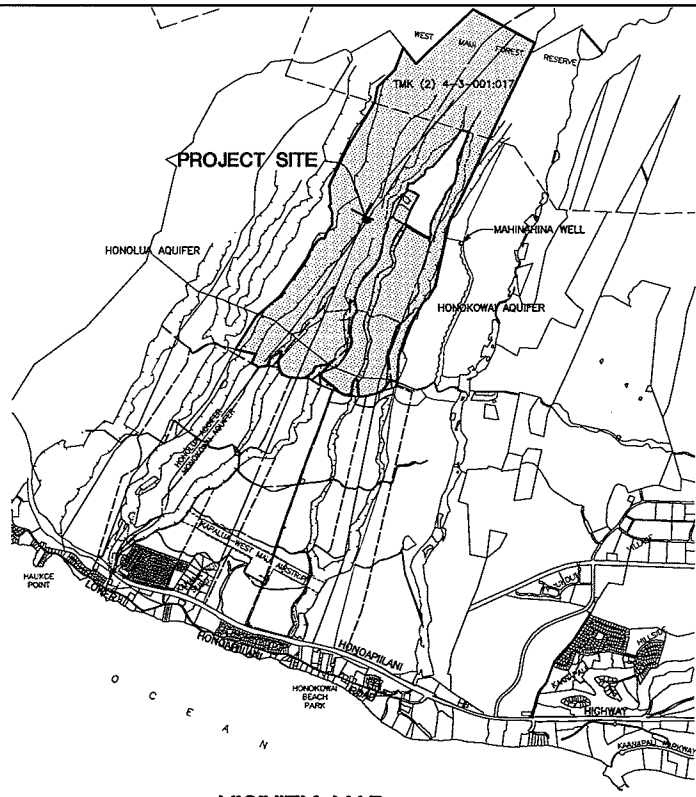 WEST MAUI FOREST RESERVE
TMK (2) 4-3-001:017
PROJECT SITE
MAHINAHINA WELL
HONOLUA AQUIFER
HONOKOWAI AQUIFER
HONOLUA AQUIFER
HONOKOWAI AQUIFER
KAPALUA WEST MAUI AIRSTRIP
HAUKOE
POINT
LOWER
HONOAPIILANI
HONOAPIILANI
HIGHWAY
HONOKOWAI
BEACH
PARK
HILLSIDE
KAANAPALI PARKWAY
OCEAN